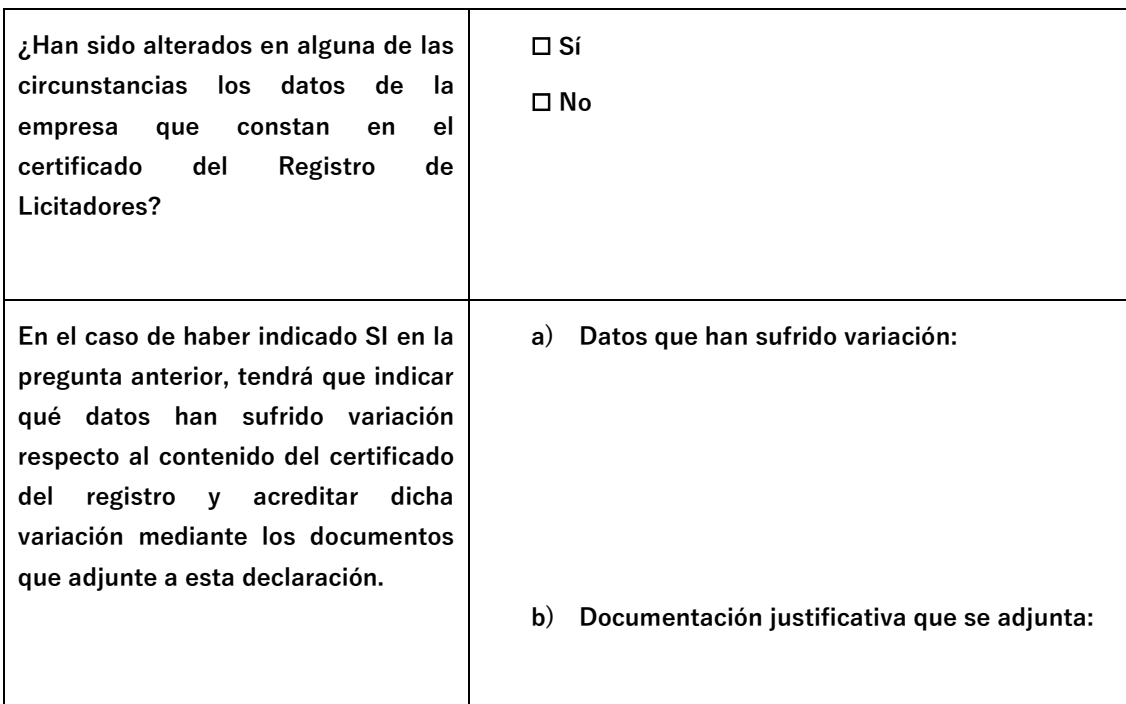 ¿Han sido alterados en alguna de las
circunstancias los datos de la
empresa que constan en el
certificado del Registro de
Licitadores?
☐ Sí
☐ No
En el caso de haber indicado SI en la
pregunta anterior, tendrá que indicar
qué datos han sufrido variación
respecto al contenido del certificado
del registro y acreditar dicha
variación mediante los documentos
que adjunte a esta declaración.
a) Datos que han sufrido variación:
b) Documentación justificativa que se adjunta: